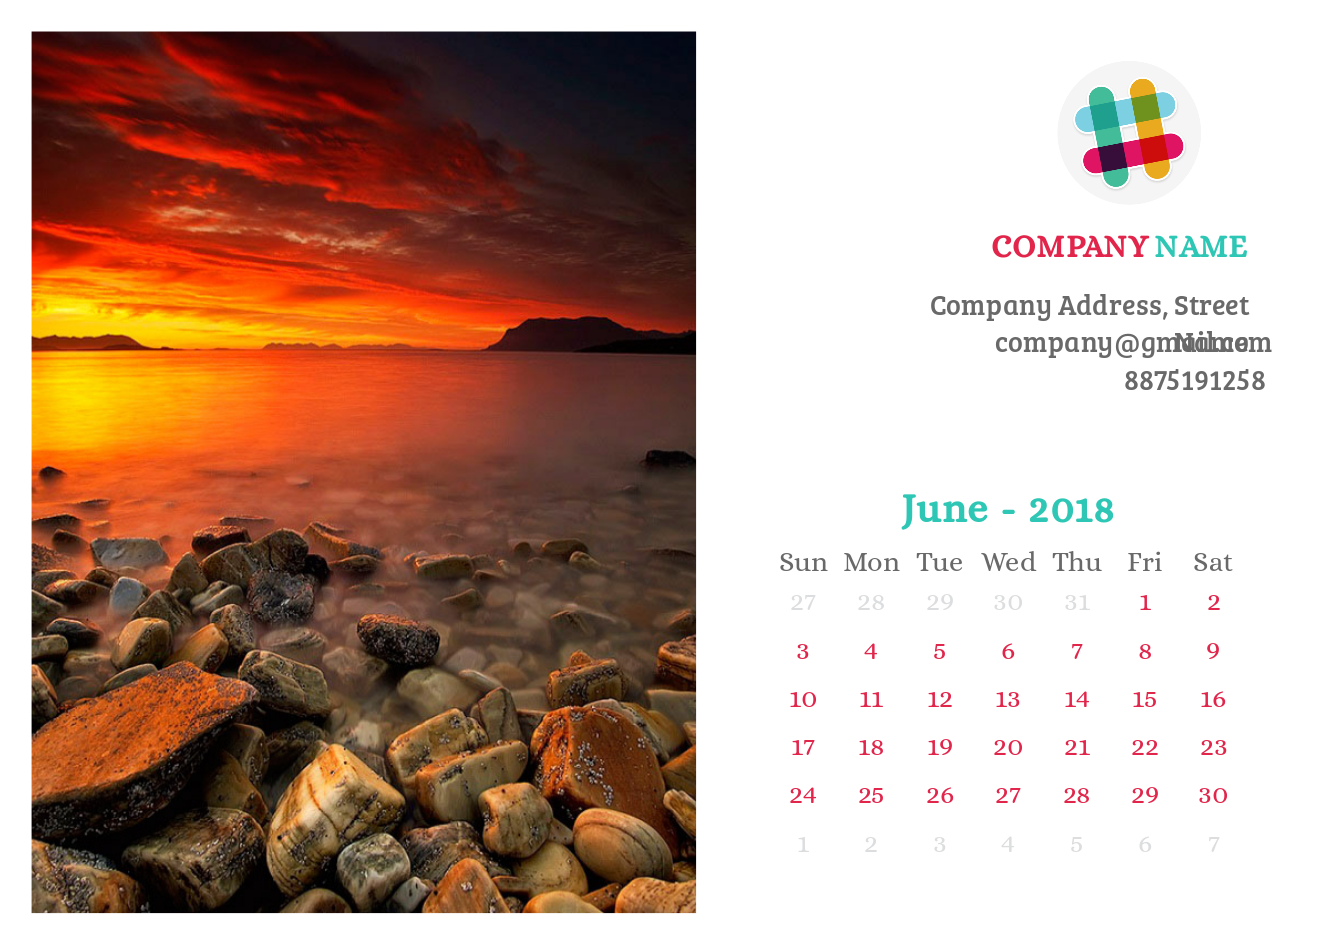 COMPANY NAME
Company Address, Street
company@gmail.com
8875191258
June - 2018
Sun Mon Tue Wed Thu Fri Sat
27 28 29 30 31 1 2
3 4 5 6 7 8 9
10 11 12 13 14 15 16
17 18 19 20 21 22 23
24 25 26 27 28 29 30
1 2 3 4 5 6 7